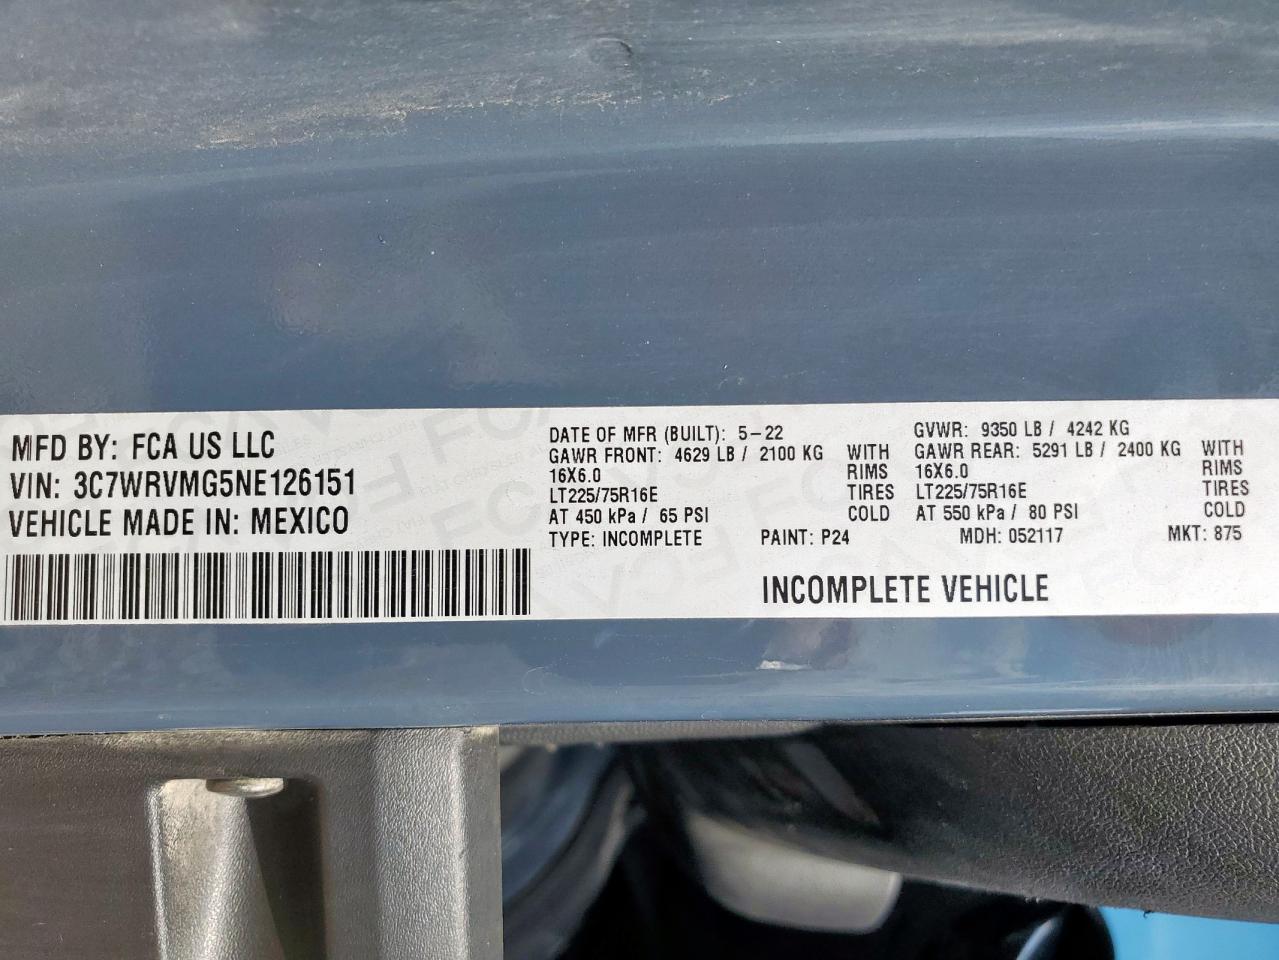 MFD BY: FCA US LLC
VIN: 3C7WRVMG5NE126151
VEHICLE MADE IN: MEXICO
DATE OF MFR (BUILT): 5-22
GAWR FRONT: 4629 LB / 2100 KG WITH
16X6.0 RIMS
LT225/75R16E TIRES
AT 450 kPa / 65 PSI COLD
GVWR: 9350 LB / 4242 KG
GAWR REAR: 5291 LB / 2400 KG WITH
16X6.0 RIMS
LT225/75R16E TIRES
AT 550 kPa / 80 PSI COLD
TYPE: INCOMPLETE PAINT: P24 MDH: 052117 MKT: 875
INCOMPLETE VEHICLE